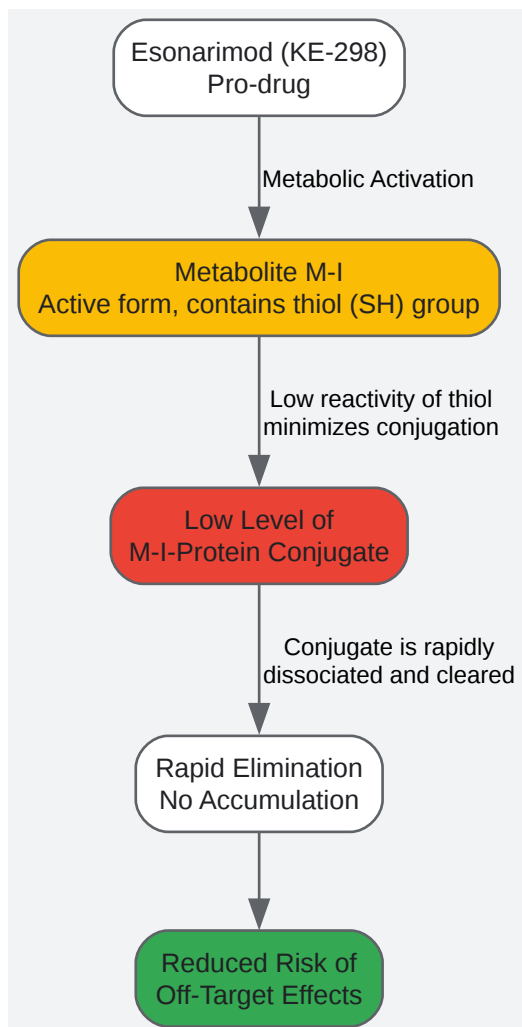 Esonarimod (KE-298)
Pro-drug
Metabolic Activation
Metabolite M-I
Active form, contains thiol (SH) group
Low reactivity of thiol
minimizes conjugation
Low Level of
M-I-Protein Conjugate
Conjugate is rapidly
dissociated and cleared
Rapid Elimination
No Accumulation
Reduced Risk of
Off-Target Effects